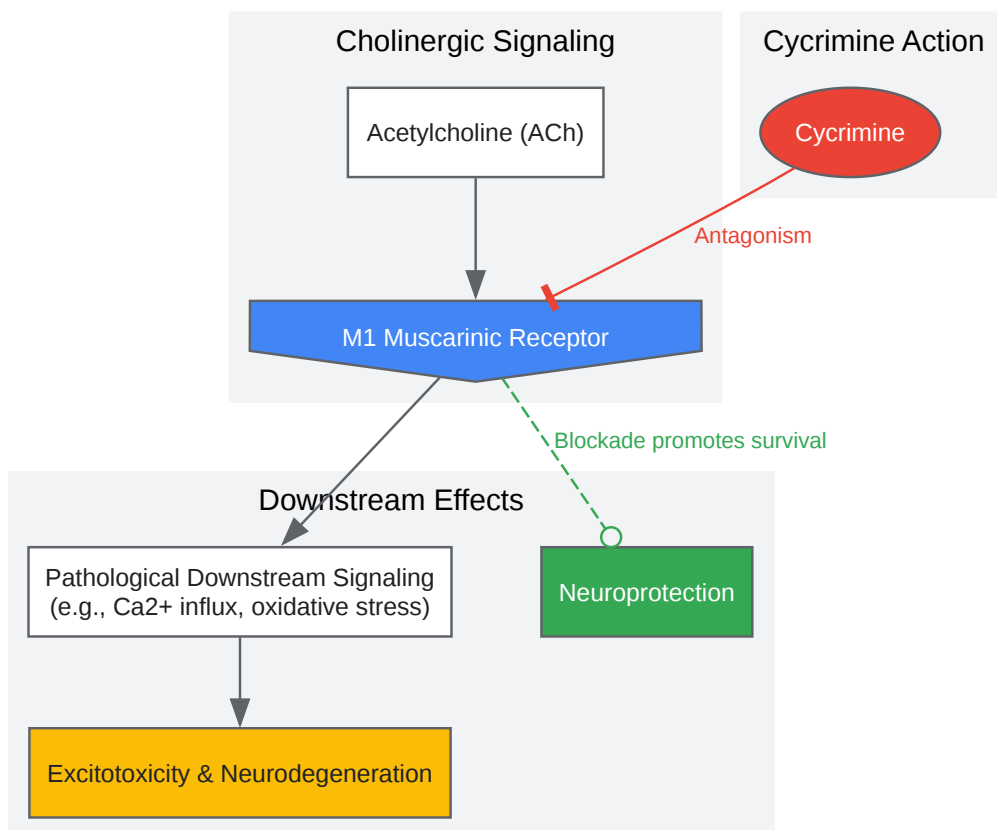 Cholinergic Signaling
Cycrimine Action
Acetylcholine (ACh)
Cycrimine
Antagonism
M1 Muscarinic Receptor
Blockade promotes survival
Downstream Effects
Pathological Downstream Signaling
(e.g., Ca2+ influx, oxidative stress)
Neuroprotection
Excitotoxicity & Neurodegeneration